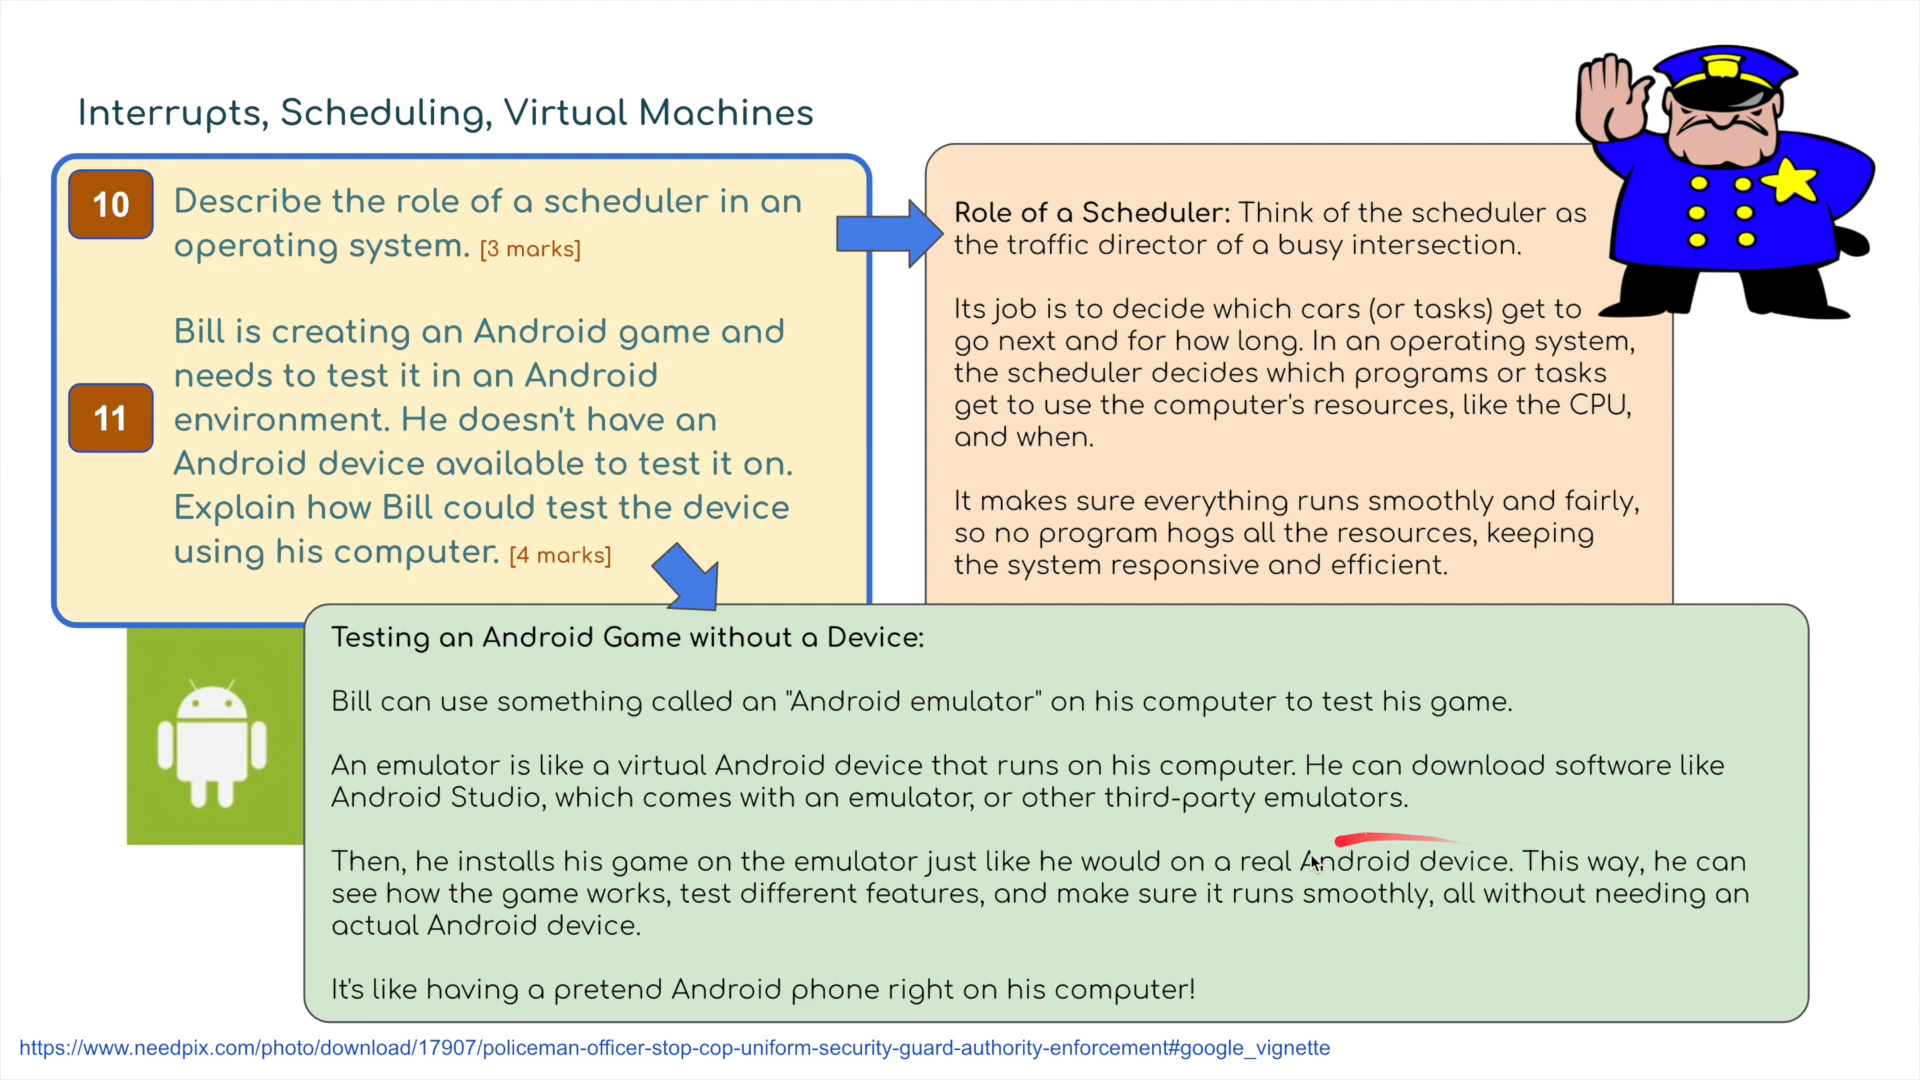 Interrupts, Scheduling, Virtual Machines
10
Describe the role of a scheduler in an
operating system. [3 marks]
11
Bill is creating an Android game and
needs to test it in an Android
environment. He doesn't have an
Android device available to test it on.
Explain how Bill could test the device
using his computer. [4 marks]
Role of a Scheduler: Think of the scheduler as
the traffic director of a busy intersection.
Its job is to decide which cars (or tasks) get to
go next and for how long. In an operating system,
the scheduler decides which programs or tasks
get to use the computer's resources, like the CPU,
and when.
It makes sure everything runs smoothly and fairly,
so no program hogs all the resources, keeping
the system responsive and efficient.
Testing an Android Game without a Device:
Bill can use something called an "Android emulator" on his computer to test his game.
An emulator is like a virtual Android device that runs on his computer. He can download software like
Android Studio, which comes with an emulator, or other third-party emulators.
Then, he installs his game on the emulator just like he would on a real Android device. This way, he can
see how the game works, test different features, and make sure it runs smoothly, all without needing an
actual Android device.
It's like having a pretend Android phone right on his computer!
https://www.needpix.com/photo/download/17907/policeman-officer-stop-cop-uniform-security-guard-authority-enforcement#google_vignette